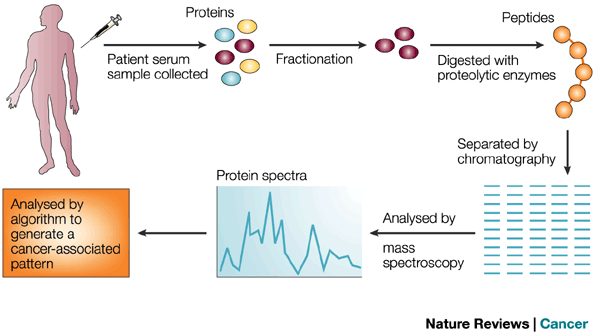 Proteins
Patient serum
sample collected
Fractionation
Digested with
proteolytic enzymes
Peptides
Separated by
chromatography
Analysed by
mass
spectroscopy
Protein spectra
Analysed by
algorithm to
generate a
cancer-associated
pattern
Nature Reviews | Cancer